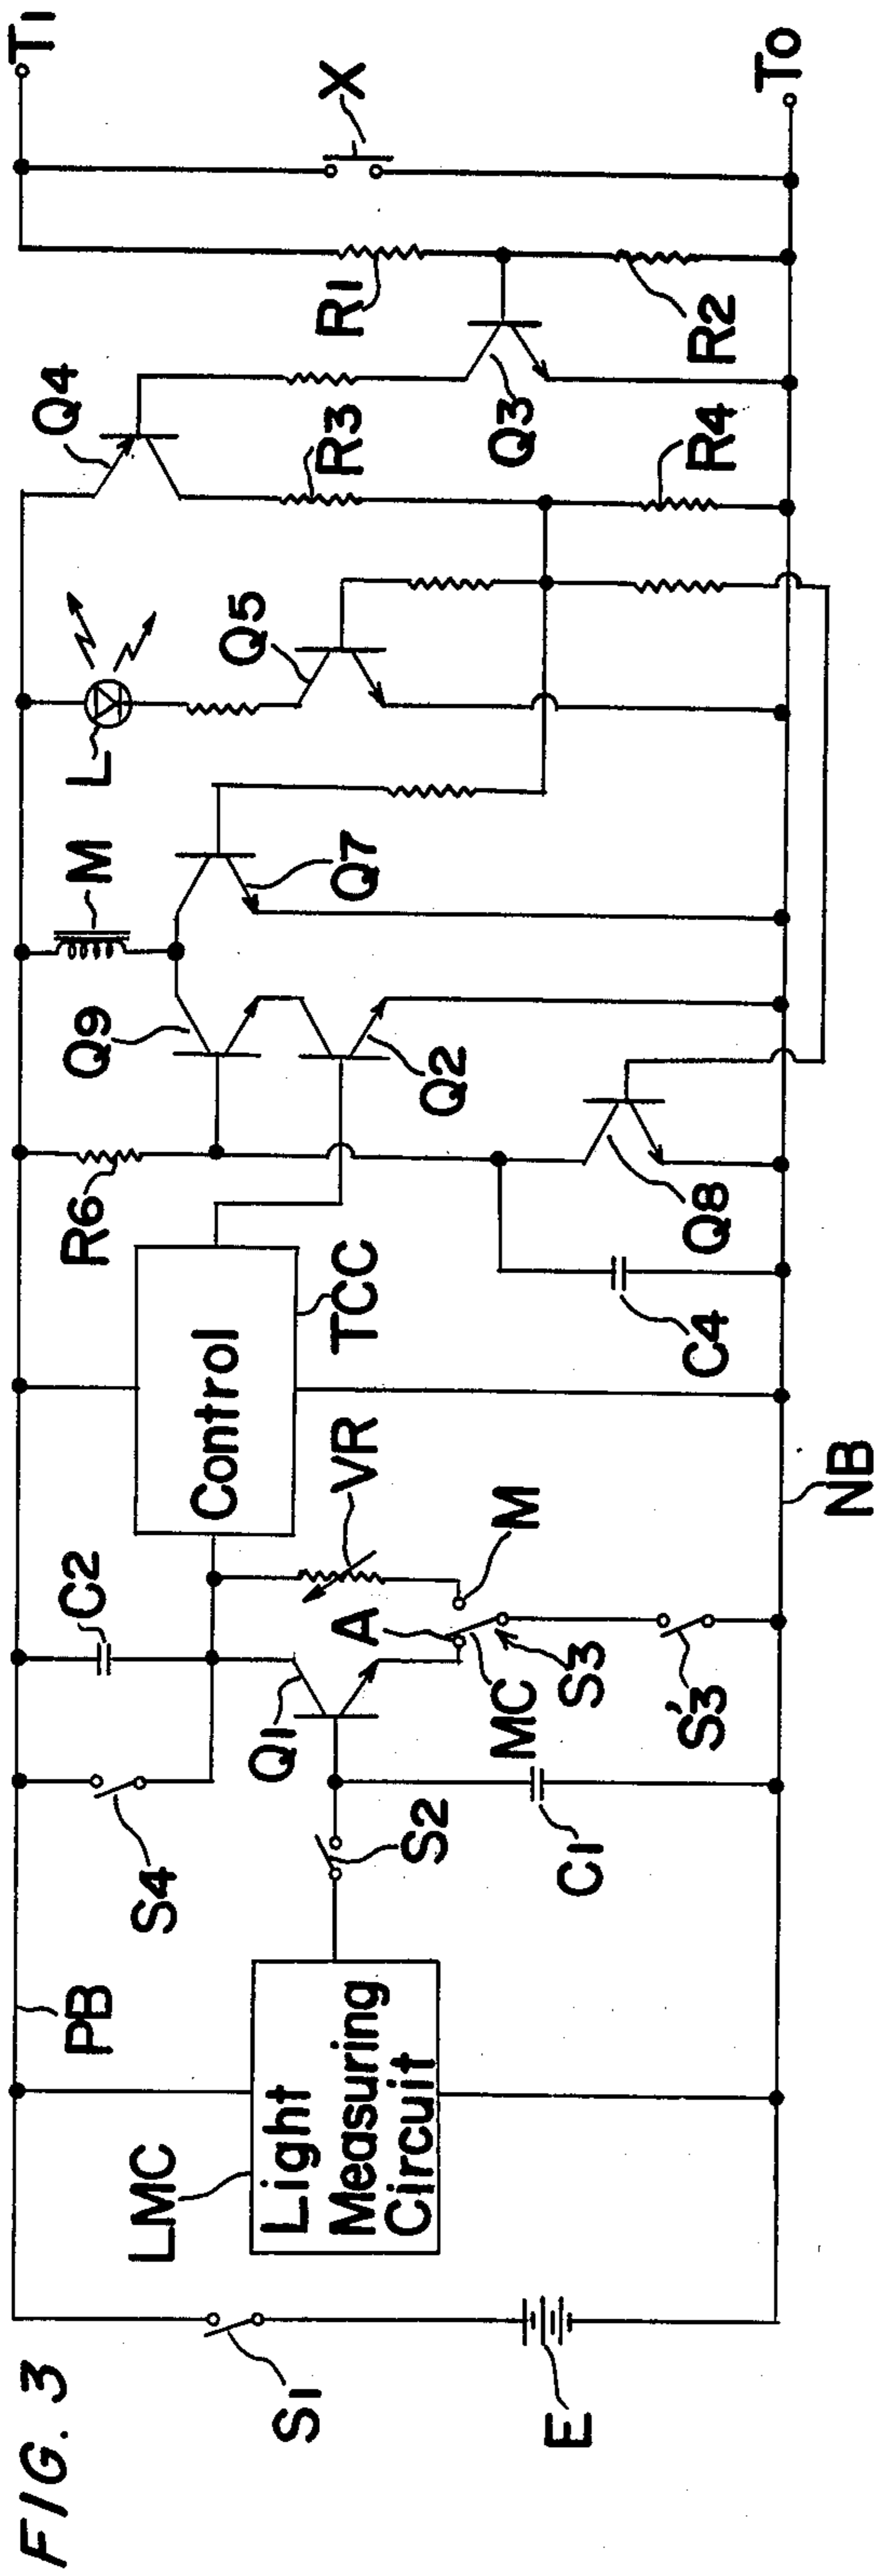 FIG. 3
S1
E
LMC
Light
Measuring
Circuit
PB
S4
S2
C1
Q1
C2
A
MC
S3
S'3
M
VR
NB
Control
TCC
R6
C4
Q8
Q9
Q2
M
Q7
L
Q5
Q4
R3
R4
Q3
R1
R2
X
T1
To